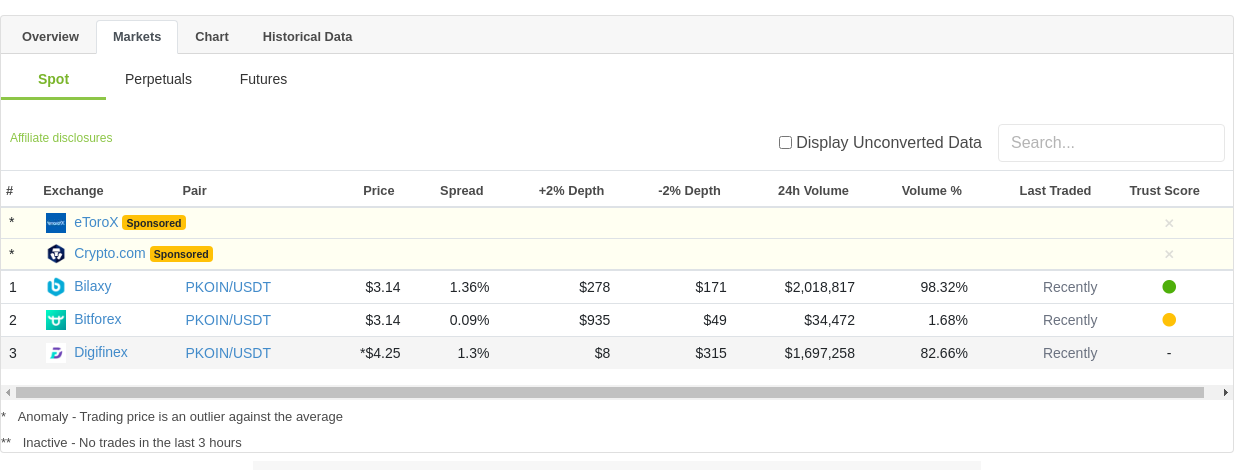 Overview Markets Chart Historical Data
Spot Perpetuals Futures
Affiliate disclosures
Display Unconverted Data Search...
# Exchange Pair Price Spread +2% Depth -2% Depth 24h Volume Volume % Last Traded Trust Score
* eToroX Sponsored ×
* Crypto.com Sponsored ×
1 Bilaxy PKOIN/USDT $3.14 1.36% $278 $171 $2,018,817 98.32% Recently
2 Bitforex PKOIN/USDT $3.14 0.09% $935 $49 $34,472 1.68% Recently
3 Digifinex PKOIN/USDT *$4.25 1.3% $8 $315 $1,697,258 82.66% Recently -
* Anomaly - Trading price is an outlier against the average
** Inactive - No trades in the last 3 hours